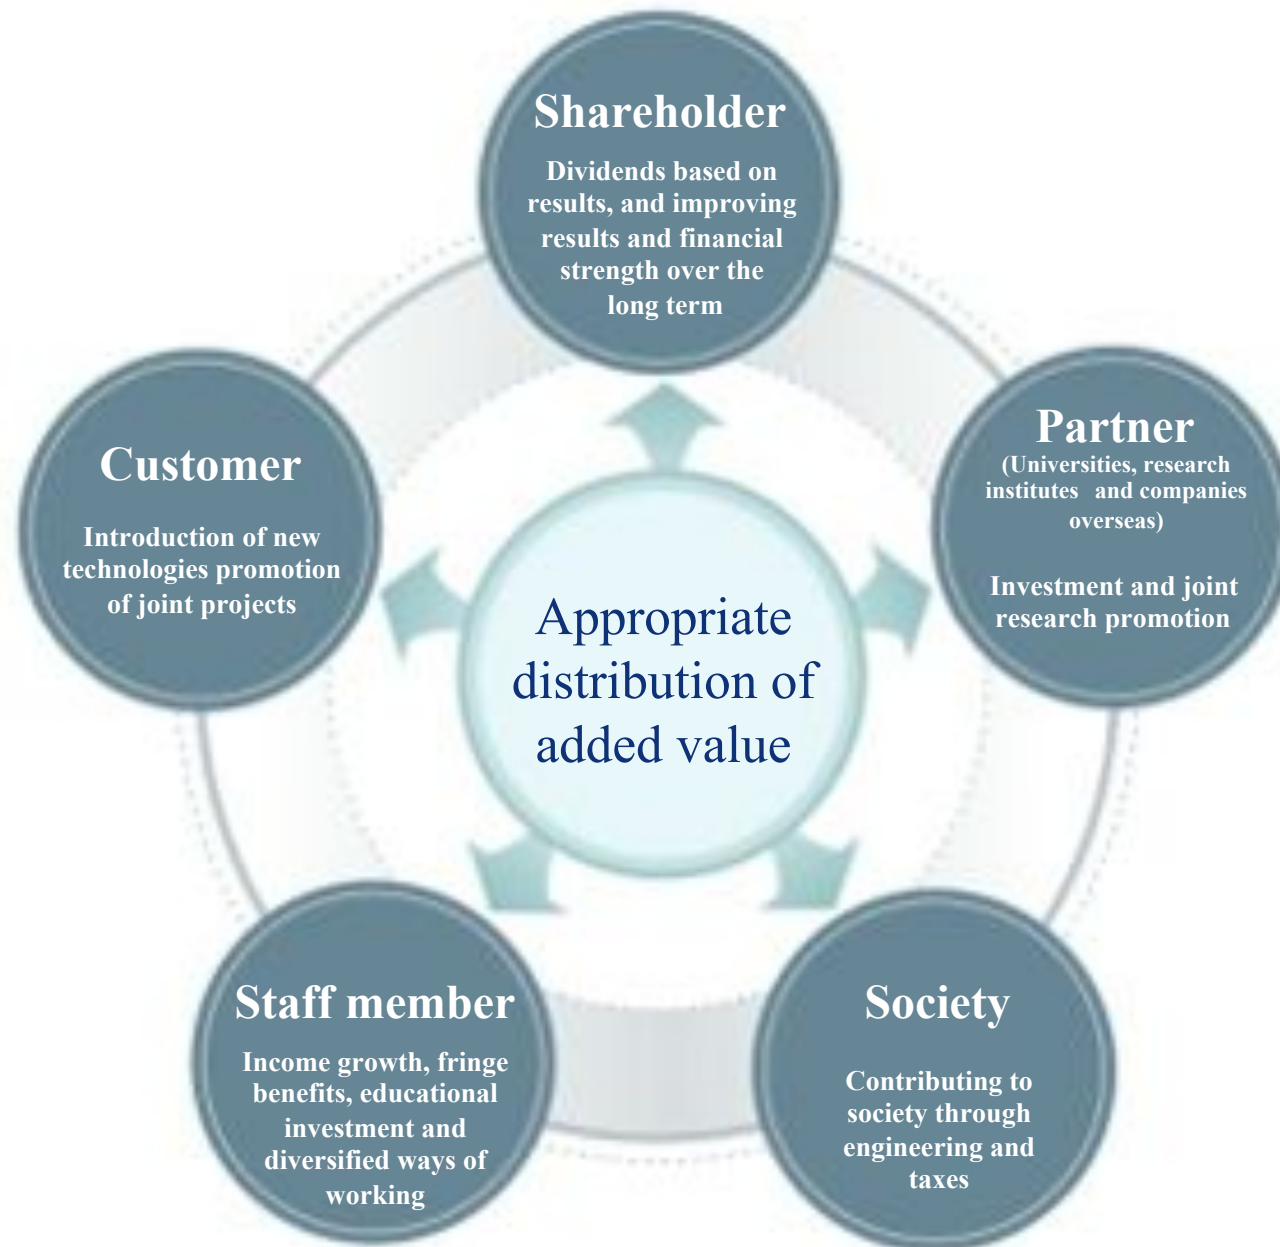 Shareholder
Dividends based on
results, and improving
results and financial
strength over the
long term
Customer
Introduction of new
technologies promotion
of joint projects
Partner
(Universities, research
institutes and companies
overseas)
Investment and joint
research promotion
Appropriate
distribution of
added value
Staff member
Income growth, fringe
benefits, educational
investment and
diversified ways of
working
Society
Contributing to
society through
engineering and
taxes